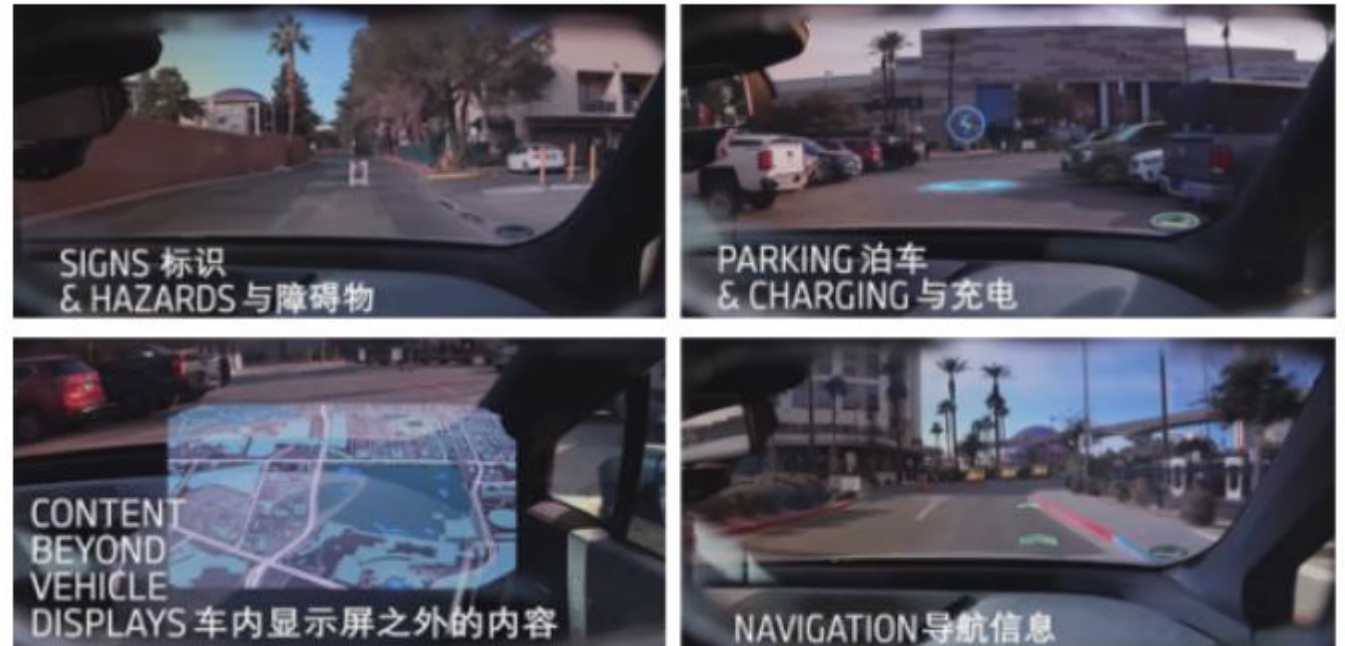 SIGNS 标识
& HAZARDS 与障碍物
PARKING 泊车
& CHARGING 与充电
CONTENT
BEYOND
VEHICLE
DISPLAYS 车内显示屏之外的内容
NAVIGATION 导航信息